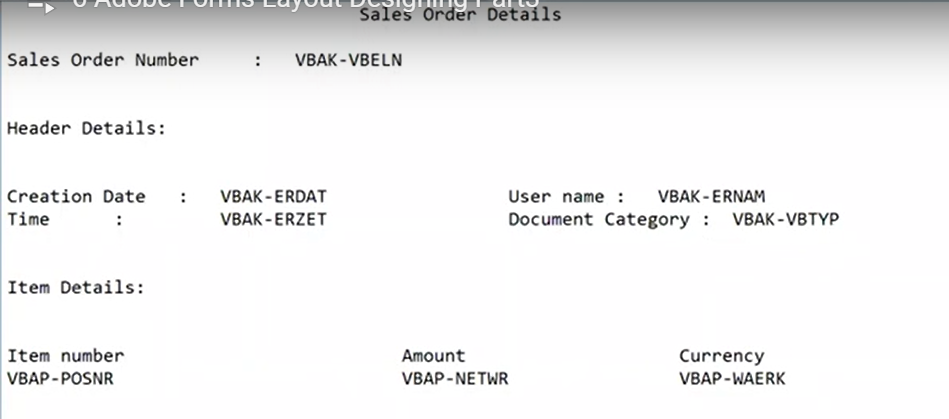 6 Adobe Forms Layout Designing Part3
Sales Order Details
Sales Order Number : VBAK-VBELN
Header Details:
Creation Date : VBAK-ERDAT User name : VBAK-ERNAM
Time : VBAK-ERZET Document Category : VBAK-VBTYP
Item Details:
Item number Amount Currency
VBAP-POSNR VBAP-NETWR VBAP-WAERK